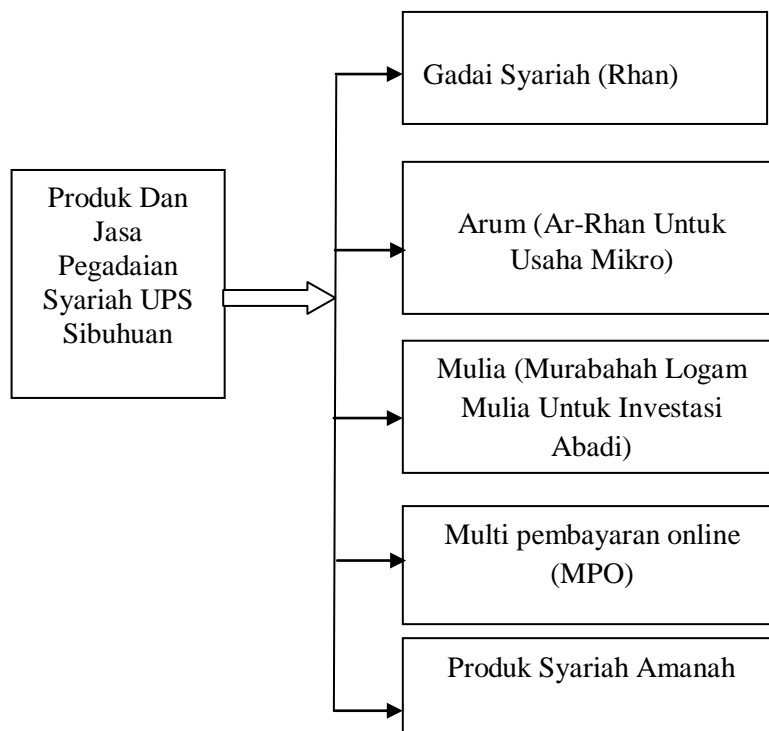 Produk Dan
Jasa
Pegadaian
Syariah UPS
Sibuhuan
Gadai Syariah (Rhan)
Arum (Ar-Rhan Untuk
Usaha Mikro)
Mulia (Murabahah Logam
Mulia Untuk Investasi
Abadi)
Multi pembayaran online
(MPO)
Produk Syariah Amanah